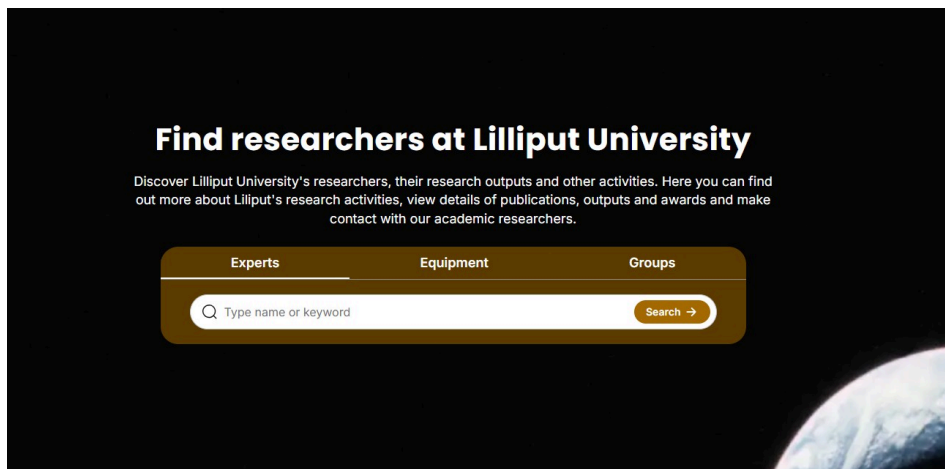 Find researchers at Lilliput University
Discover Lilliput University's researchers, their research outputs and other activities. Here you can find
out more about Liliput's research activities, view details of publications, outputs and awards and make
contact with our academic researchers.
Experts Equipment Groups
Type name or keyword Search →